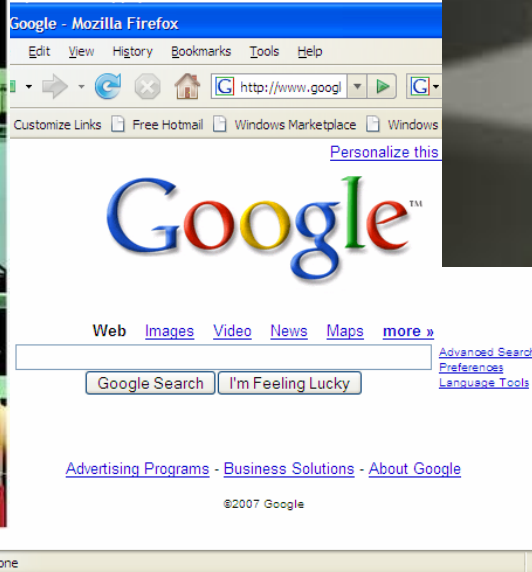 Google - Mozilla Firefox
Edit View History Bookmarks Tools Help
G http://www.googl G
Customize Links Free Hotmail Windows Marketplace Windows
Personalize this
Google™
Web Images Video News Maps more »
Advanced Search
Preferences
Language Tools
Google Search I'm Feeling Lucky
Advertising Programs - Business Solutions - About Google
©2007 Google
one